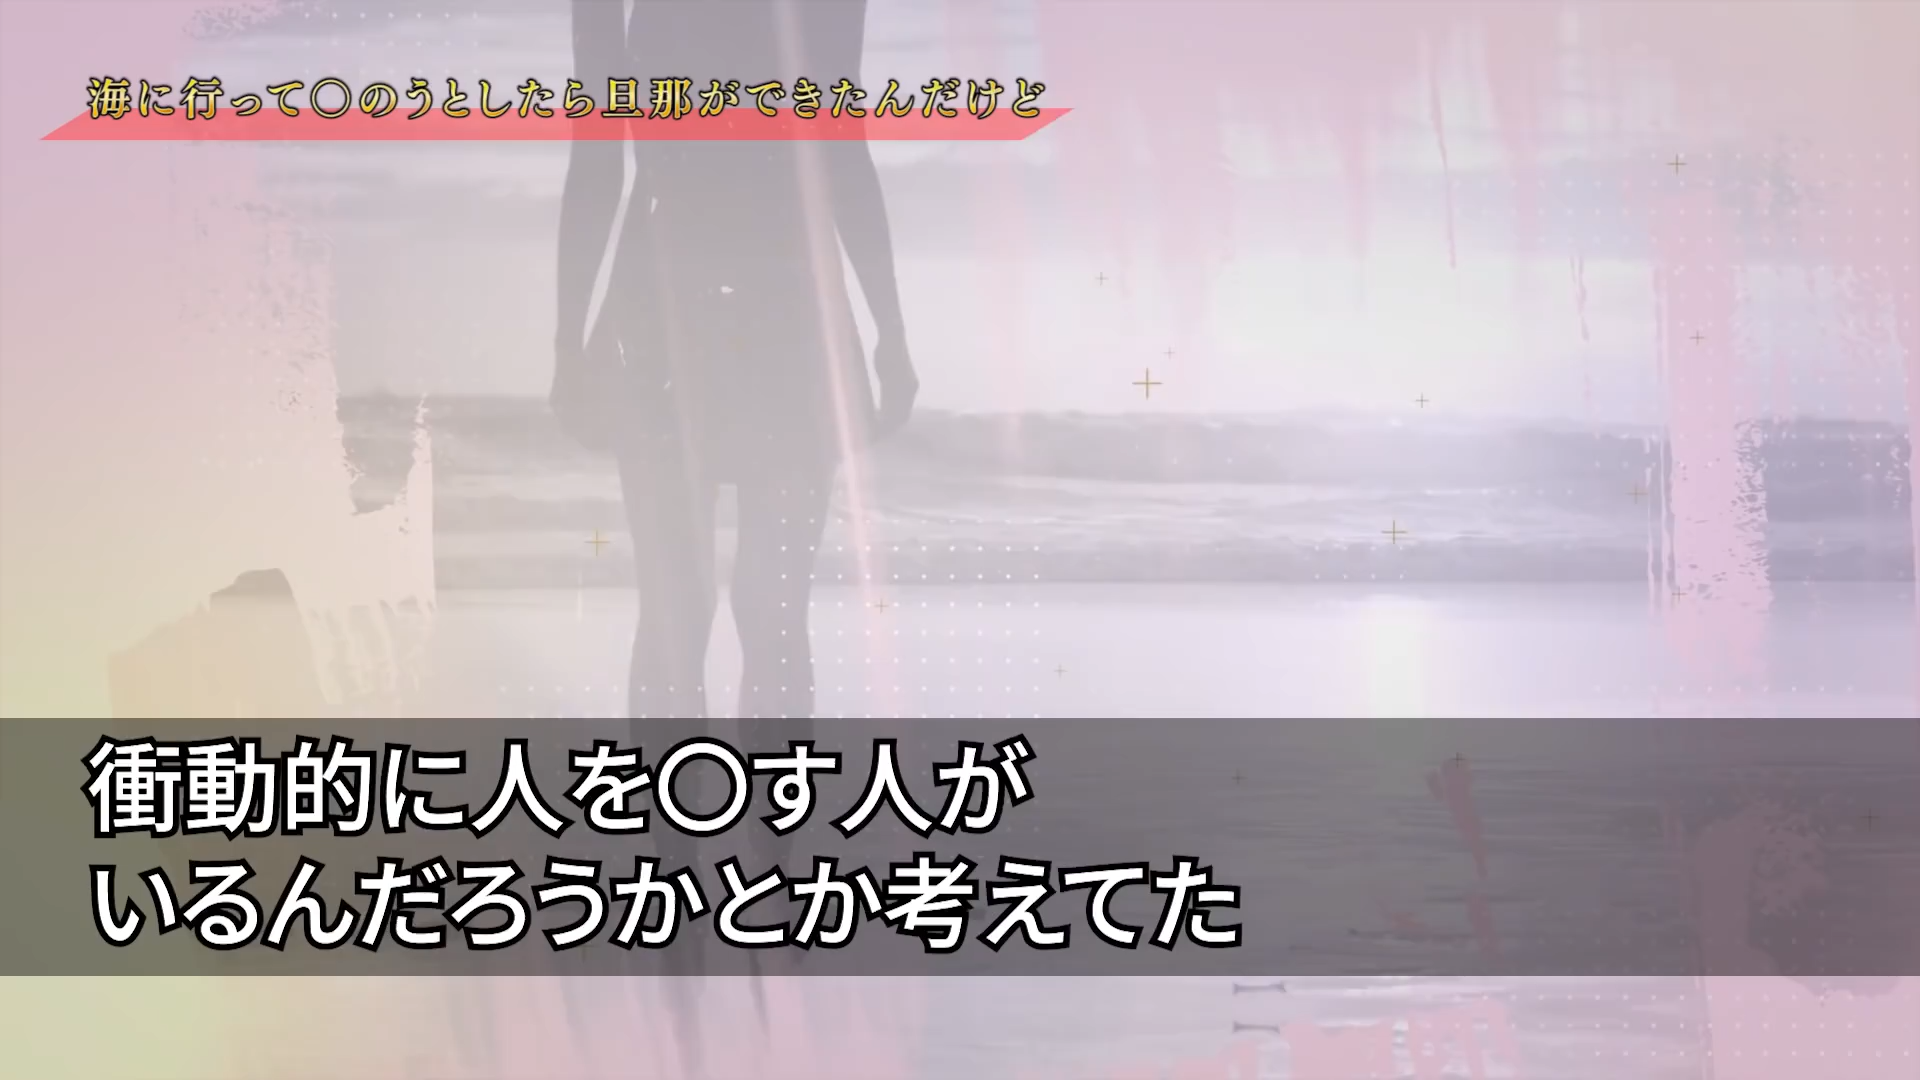 海に行って〇のうとしたら旦那ができたんだけど
衝動的に人を〇す人が
いるんだろうかとか考えてた